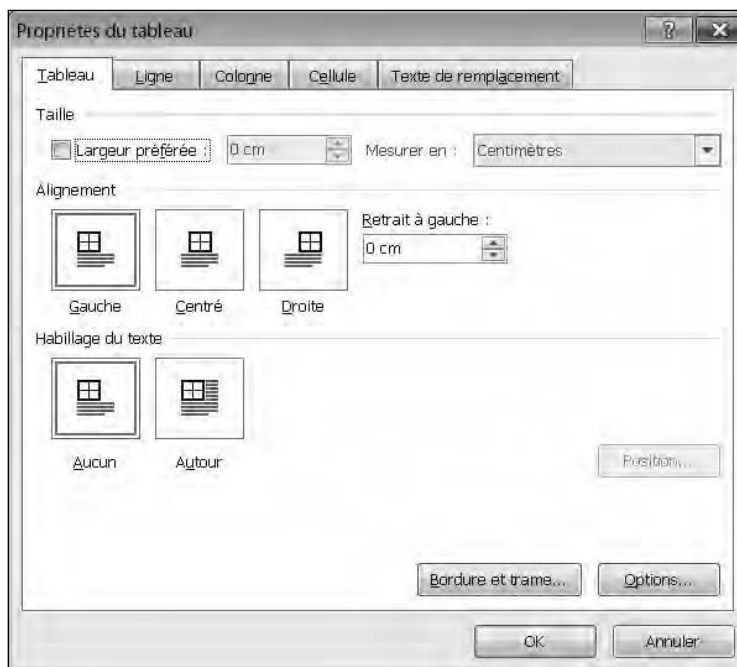 Propriétés du tableau
Tableau Ligne Colonne Cellule Texte de remplacement
Taille
Largeur préférée : 0 cm Mesurer en : Centimètres
Alignement
Retrait à gauche :
0 cm
Gauche Centré Droite
Habillage du texte
Aucun Autour
Position...
Bordure et trame... Options...
OK Annuler